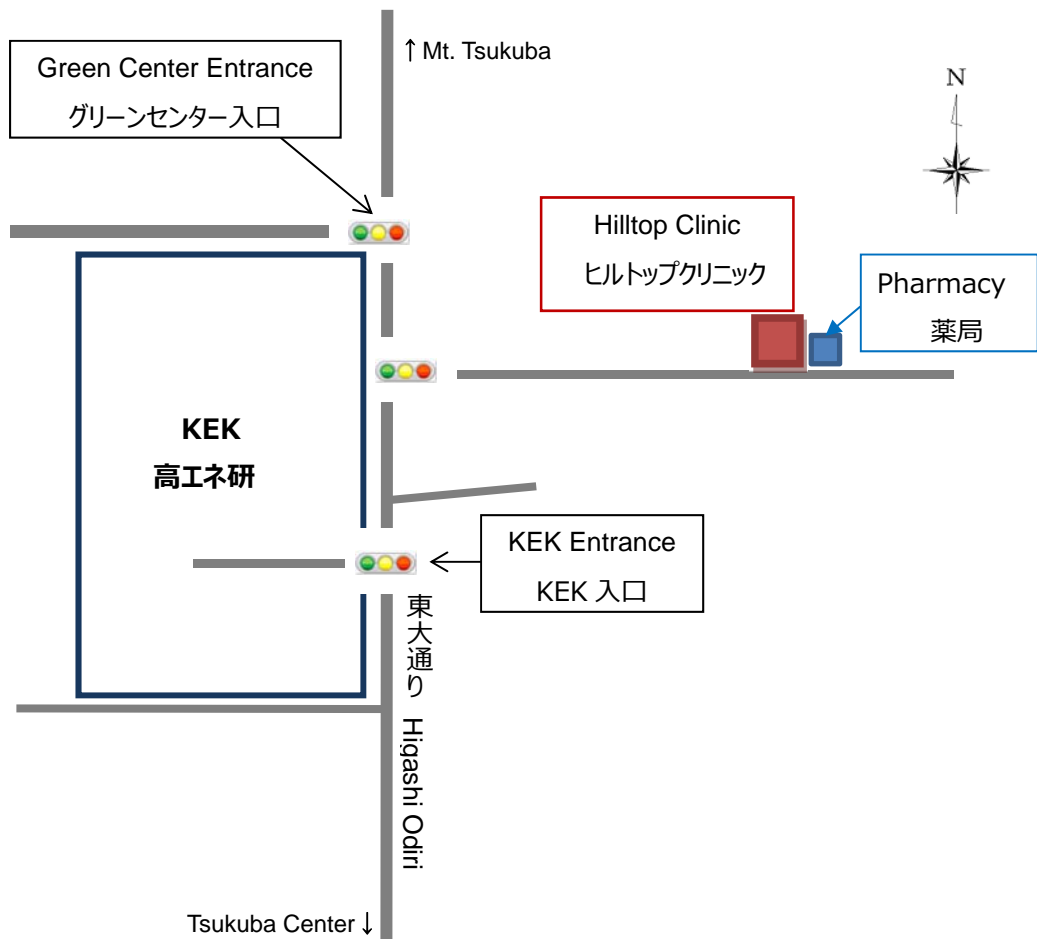 ↑Mt. Tsukuba
Green Center Entrance
グリーンセンター入口
N
Hilltop Clinic
ヒルトップクリニック
Pharmacy
薬局
KEK
高エネ研
KEK Entrance
KEK 入口
東大通り Higashi Odiri
Tsukuba Center↓